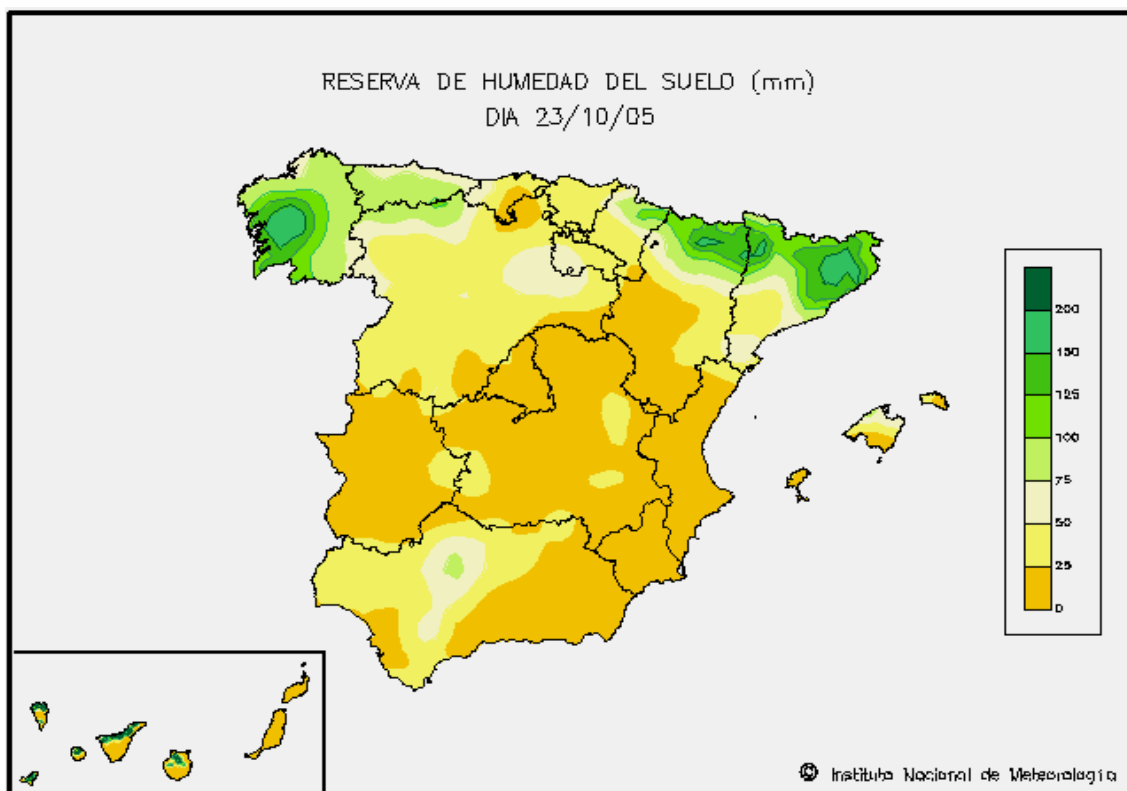 RESERVA DE HUMEDAD DEL SUELO (mm)
DIA 23/10/05
200
150
125
100
75
50
25
0
© Instituto Nacional de Meteorología